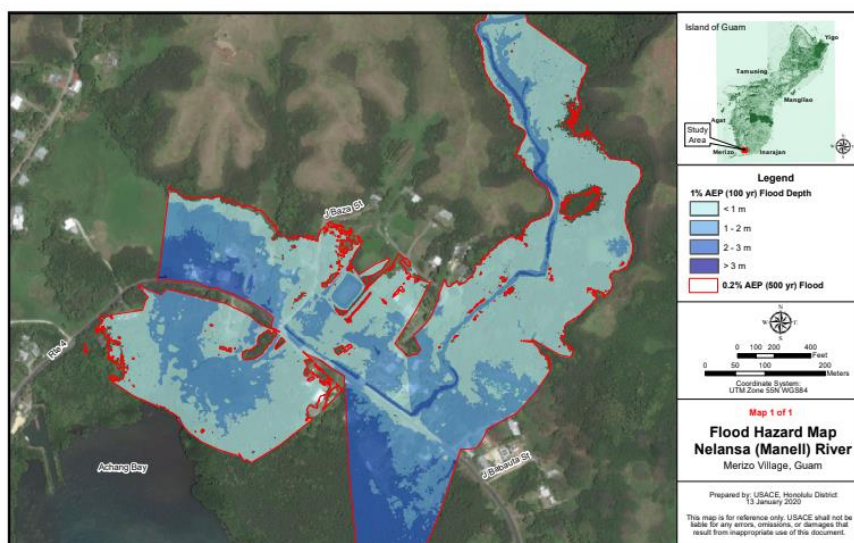 Island of Guam
Yigo
Tamuning
Mangilao
Agat
Study
Area
Merizo
Inarajan
Legend
1% AEP (100 yr) Flood Depth
< 1 m
1 - 2 m
2 - 3 m
> 3 m
0.2% AEP (500 yr) Flood
N
W
E
S
0 100 200 400
Feet
0 50 100 200
Meters
Coordinate System:
UTM Zone 55N WGS84
Map 1 of 1
Flood Hazard Map
Nelansa (Manell) River
Merizo Village, Guam
Prepared by: USACE, Honolulu District
13 January 2020
This map is for reference only. USACE shall not be
liable for any errors, omissions, or damages that
result from inappropriate use of this document.
J Baza St
Rte 4
Achang Bay
J Babauta St